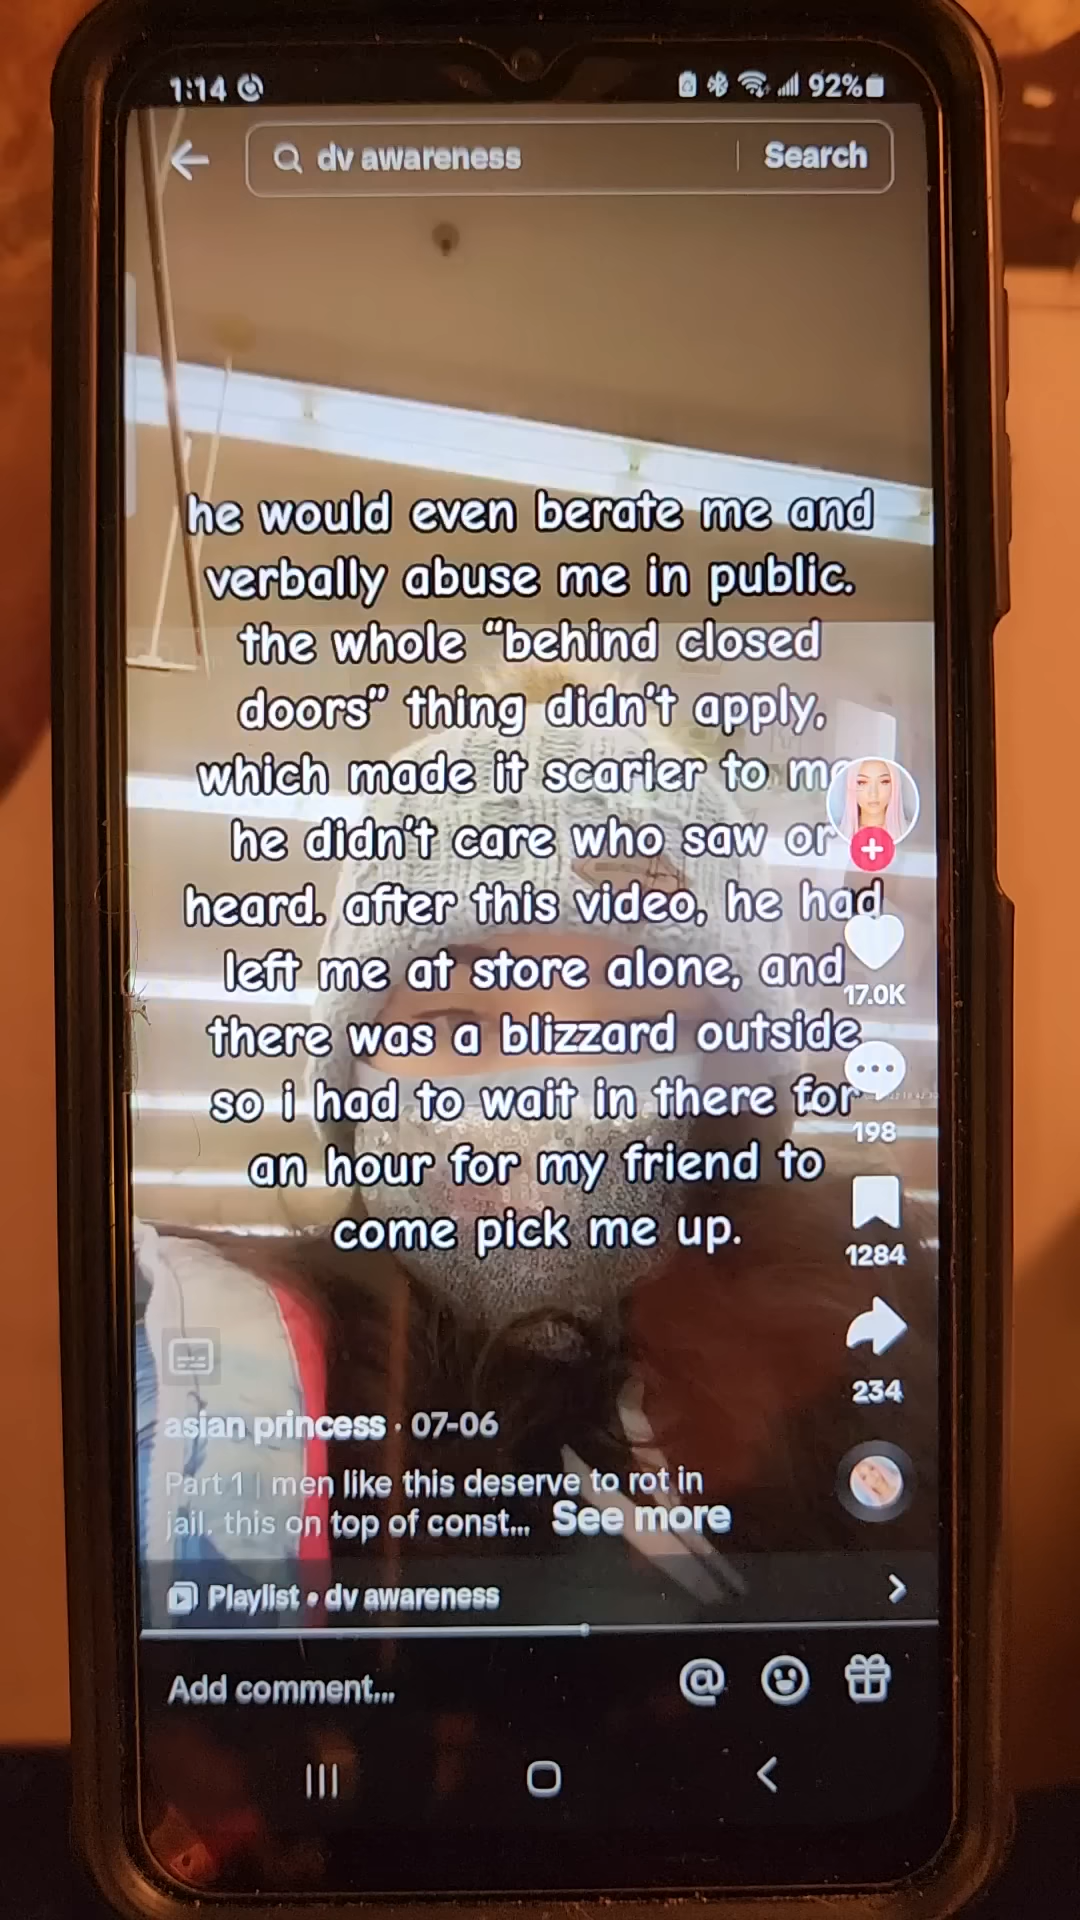 1:14
92%
dv awareness
Search
he would even berate me and
verbally abuse me in public.
the whole “behind closed
doors” thing didn't apply,
which made it scarier to me
he didn't care who saw or
heard. after this video, he had
left me at store alone, and
there was a blizzard outside
so i had to wait in there for
an hour for my friend to
come pick me up.
17.0K
198
1284
234
asian princess · 07-06
Part 1 | men like this deserve to rot in
jail. this on top of const... See more
Playlist • dv awareness
Add comment...